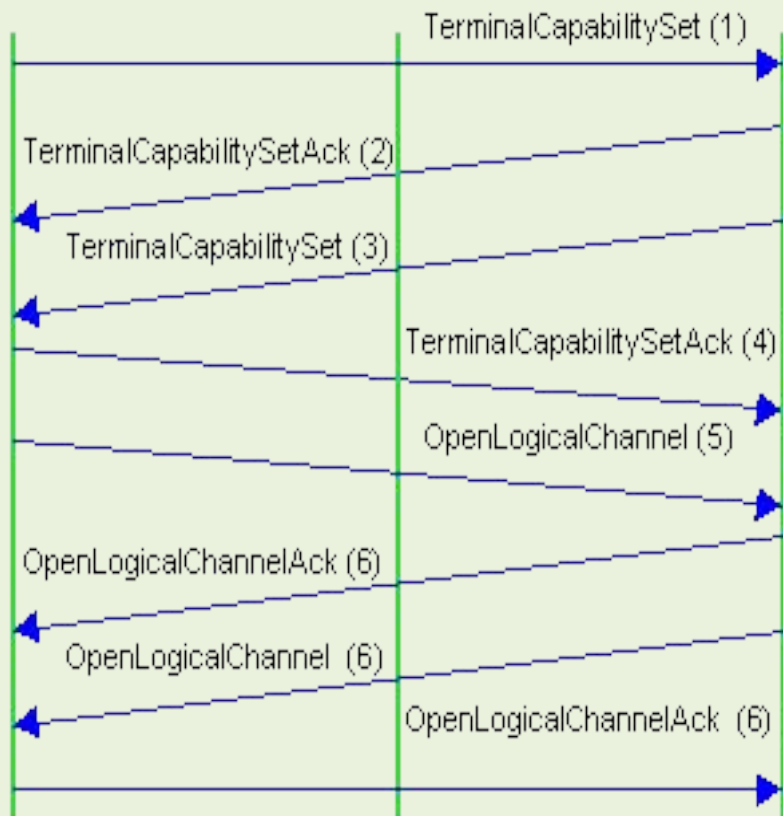 TerminalCapabilitySet (1)
TerminalCapabilitySetAck (2)
TerminalCapabilitySet (3)
TerminalCapabilitySetAck (4)
OpenLogicalChannel (5)
OpenLogicalChannelAck (6)
OpenLogicalChannel (6)
OpenLogicalChannelAck (6)